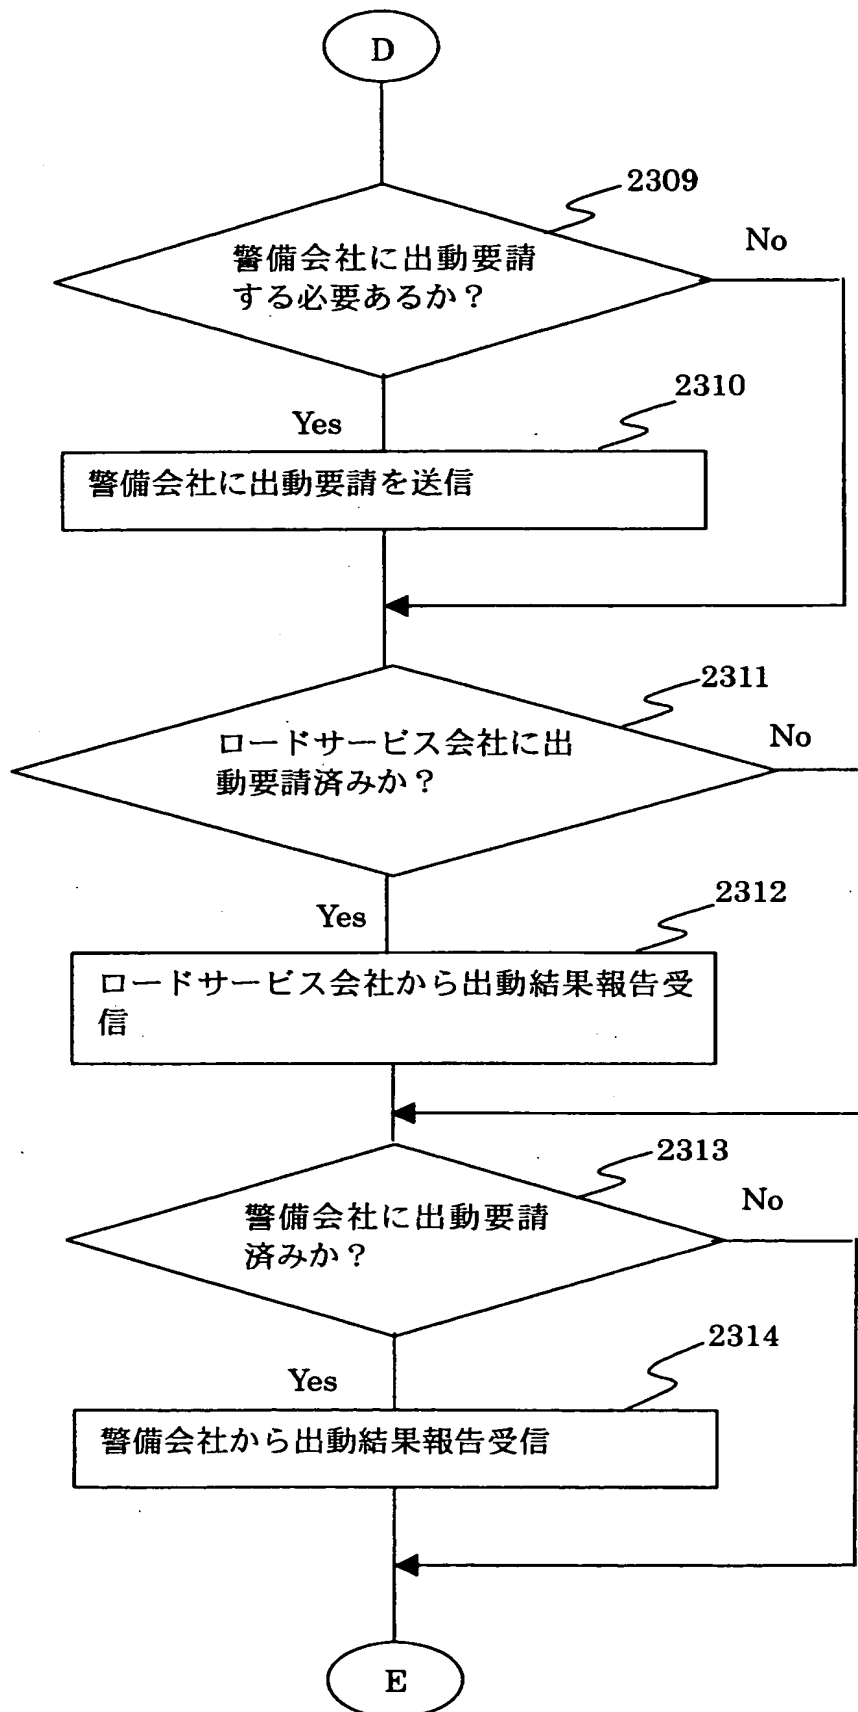 D
2309
警備会社に出動要請
する必要あるか？
No
2310
Yes
警備会社に出動要請を送信
2311
ロードサービス会社に出
動要請済みか？
No
2312
Yes
ロードサービス会社から出動結果報告受
信
2313
警備会社に出動要請
済みか？
No
2314
Yes
警備会社から出動結果報告受信
E